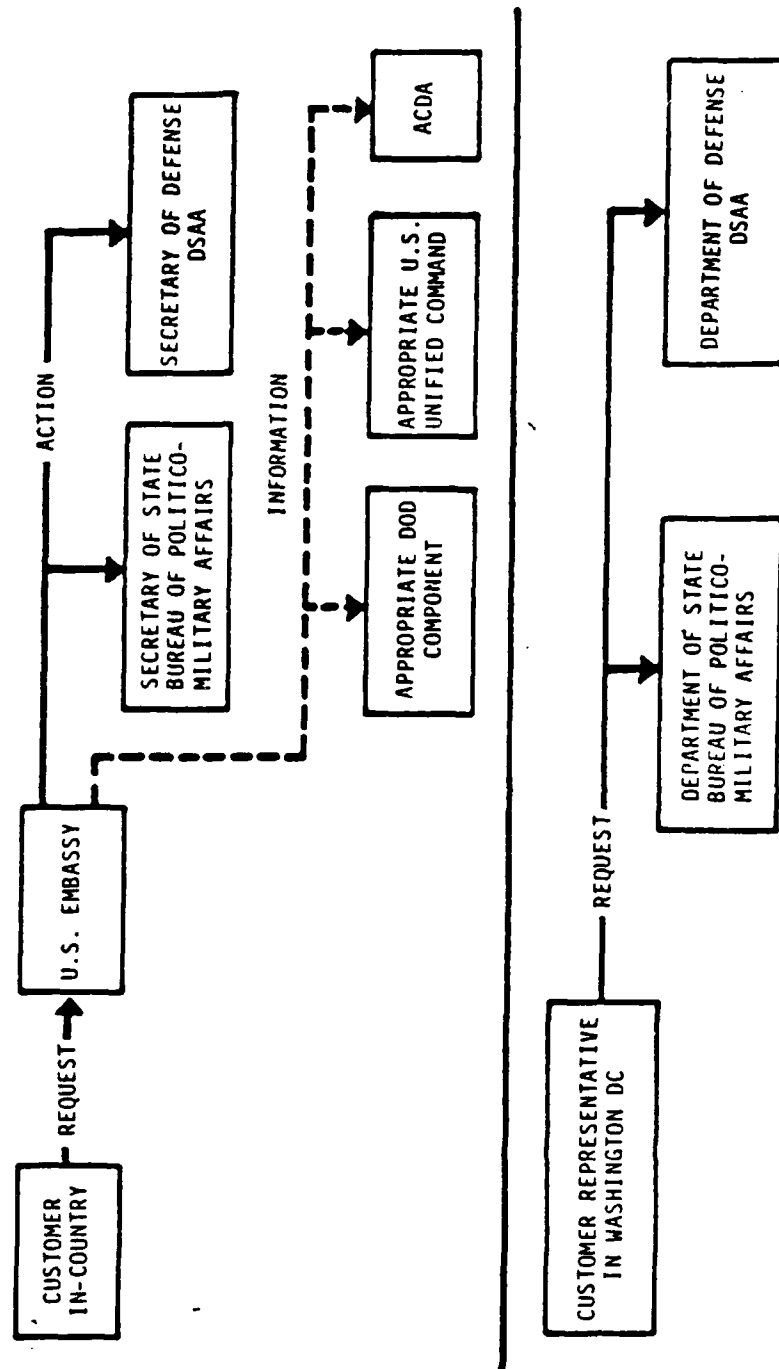 CUSTOMER
IN-COUNTRY
REQUEST
U.S. EMBASSY
ACTION
SECRETARY OF STATE
BUREAU OF POLITICO-
MILITARY AFFAIRS
SECRETARY OF DEFENSE
DSAA
INFORMATION
APPROPRIATE DOD
COMPONENT
APPROPRIATE U.S.
UNIFIED COMMAND
ACDA
CUSTOMER REPRESENTATIVE
IN WASHINGTON DC
REQUEST
DEPARTMENT OF STATE
BUREAU OF POLITICO-
MILITARY AFFAIRS
DEPARTMENT OF DEFENSE
DSAA